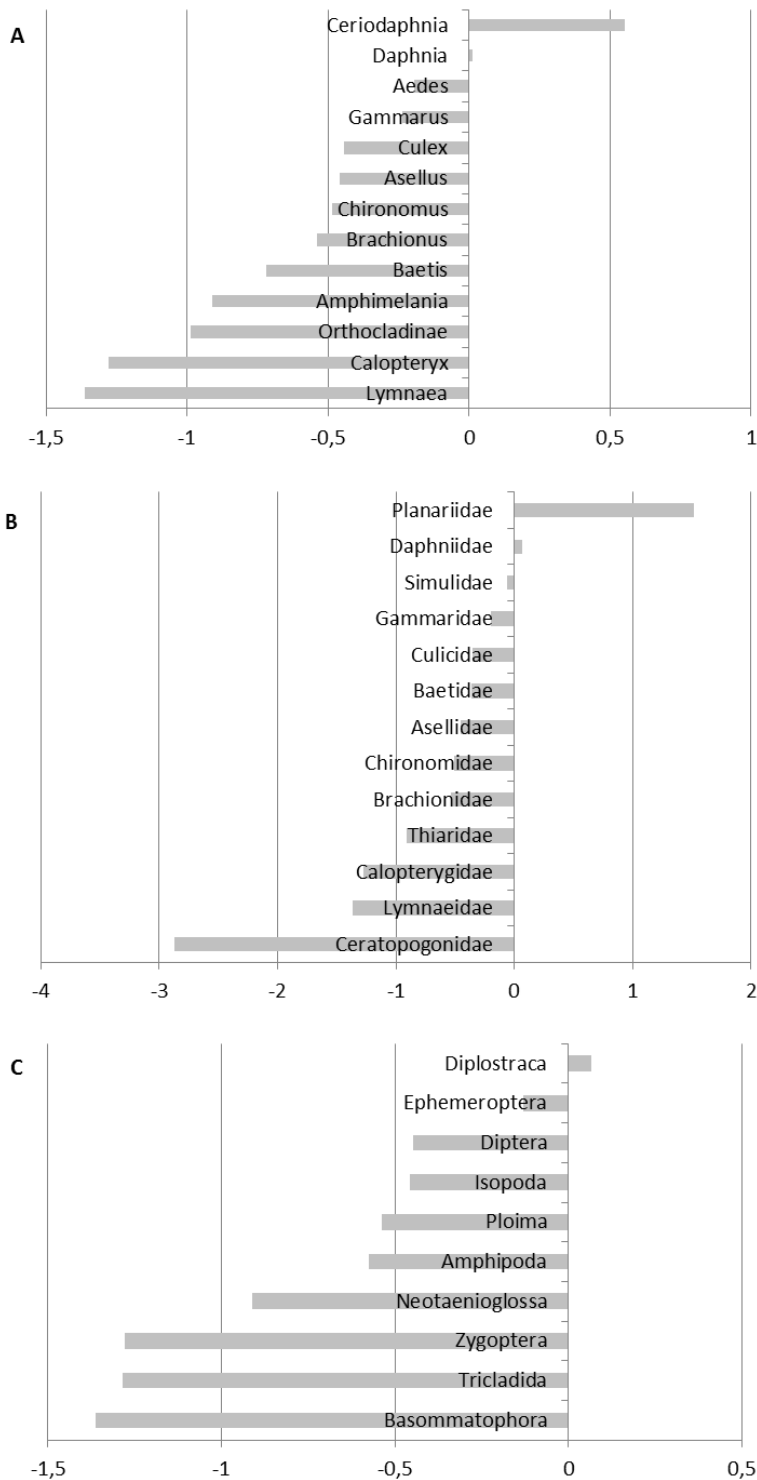 A
Ceriodaphnia
Daphnia
Aedes
Gammarus
Culex
Asellus
Chironomus
Brachionus
Baetis
Amphimelania
Orthocladinae
Calopteryx
Lymnaea
-1,5 -1 -0,5 0 0,5 1
B
Planariidae
Daphniidae
Simulidae
Gammaridae
Culicidae
Baetidae
Asellidae
Chironomidae
Brachionidae
Thiaridae
Calopterygidae
Lymnaeidae
Ceratopogonidae
-4 -3 -2 -1 0 1 2
C
Diplostraca
Ephemeroptera
Diptera
Isopoda
Ploima
Amphipoda
Neotaenioglossa
Zygoptera
Tricladida
Basommatophora
-1,5 -1 -0,5 0 0,5